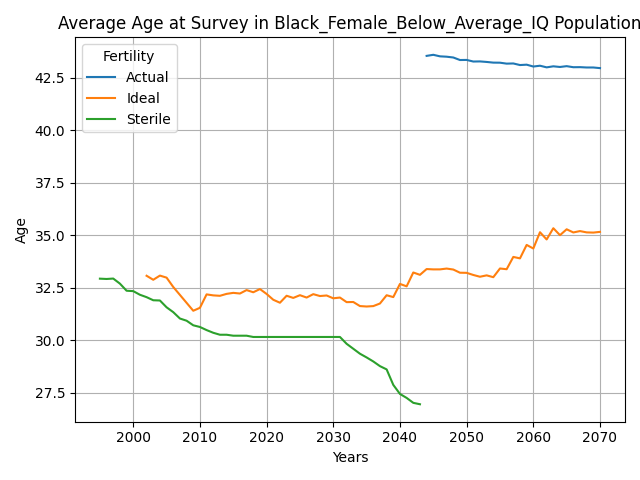 Average Age at Survey in Black_Female_Below_Average_IQ Population
Fertility
Actual
Ideal
Sterile
Age
42.5
40.0
37.5
35.0
32.5
30.0
27.5
2000 2010 2020 2030 2040 2050 2060 2070
Years